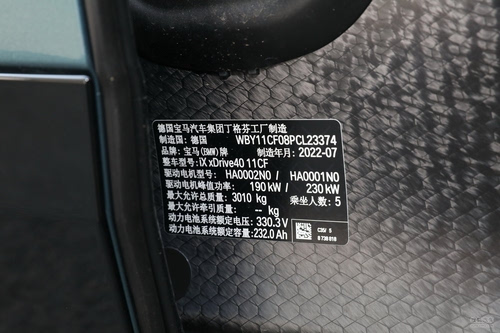 德国宝马汽车集团丁格芬工厂制造
制造国: 德国 WBY11CF08PCL23374
品牌: 宝马(BMW)牌 制造年月: 2022-07
整车型号: iX xDrive40 11CF
驱动电机型号: HA0002N0 / HA0001N0
驱动电机峰值功率: 190 kW / 230 kW
最大允许总质量: 3010 kg 乘坐人数: 5
最大允许牵引质量: -- kg
动力电池系统额定电压: 330.3 V
动力电池系统额定容量: 232.0 Ah